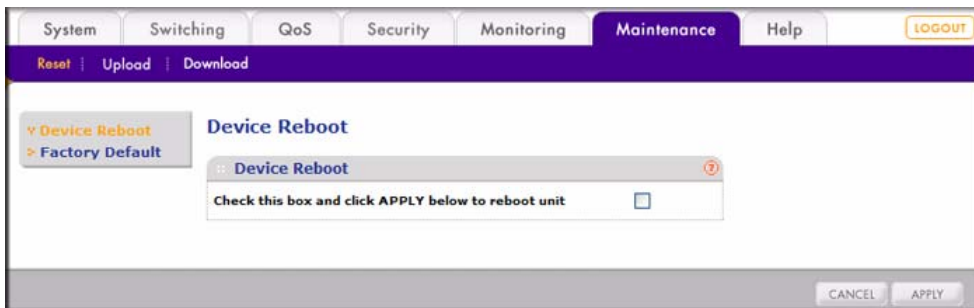 System Switching QoS Security Monitoring Maintenance Help LOGOUT
Reset Upload Download
Device Reboot
Factory Default
Device Reboot
Device Reboot ?
Check this box and click APPLY below to reboot unit
CANCEL APPLY